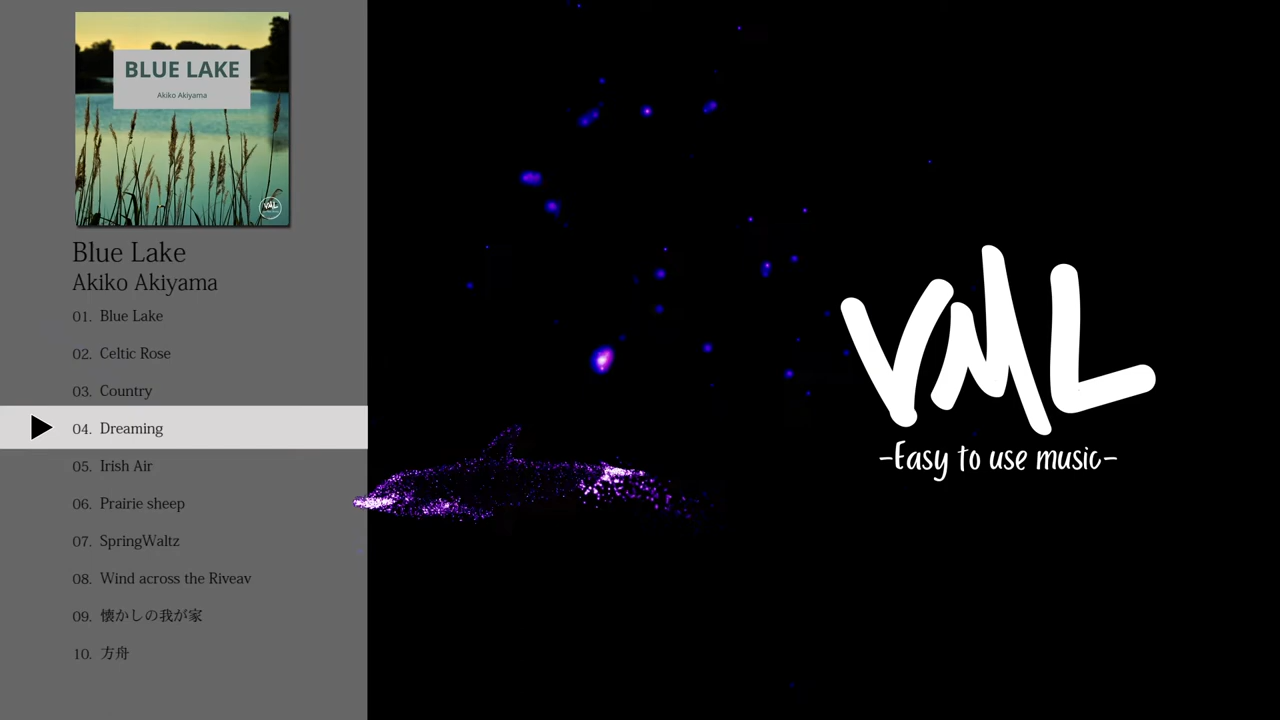 BLUE LAKE
Akiko Akiyama
VML
Blue Lake
Akiko Akiyama
01. Blue Lake
02. Celtic Rose
03. Country
04. Dreaming
05. Irish Air
06. Prairie sheep
07. SpringWaltz
08. Wind across the Riveav
09. 懐かしの我が家
10. 方舟
VML
-Easy to use music-